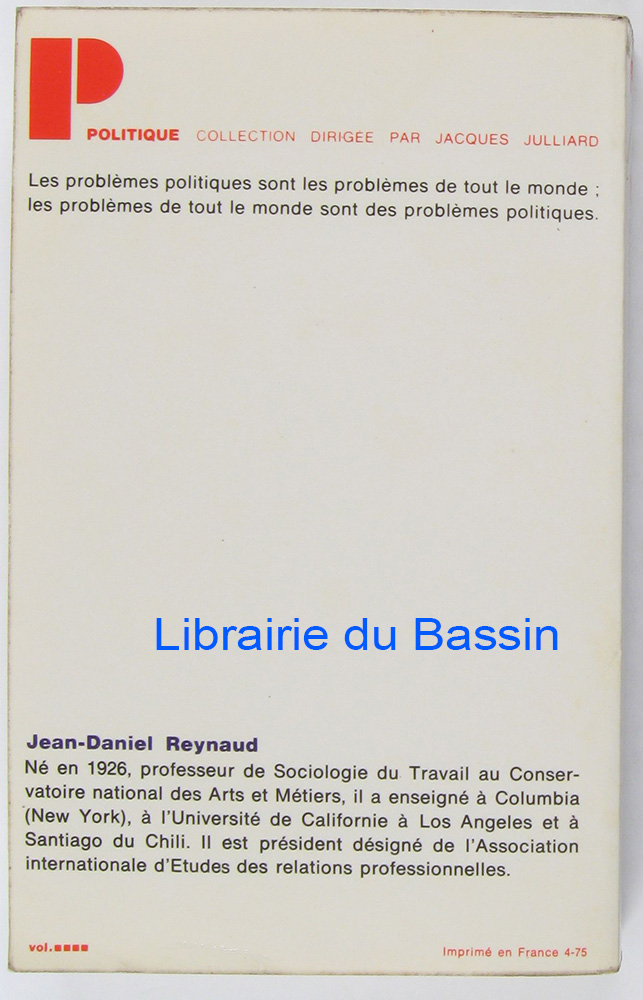 P
POLITIQUE COLLECTION DIRIGÉE PAR JACQUES JULLIARD
Les problèmes politiques sont les problèmes de tout le monde ;
les problèmes de tout le monde sont des problèmes politiques.
Librairie du Bassin
Jean-Daniel Reynaud
Né en 1926, professeur de Sociologie du Travail au Conser-
vatoire national des Arts et Métiers, il a enseigné à Columbia
(New York), à l'Université de Californie à Los Angeles et à
Santiago du Chili. Il est président désigné de l'Association
internationale d'Etudes des relations professionnelles.
vol.■■■■
Imprimé en France 4-75